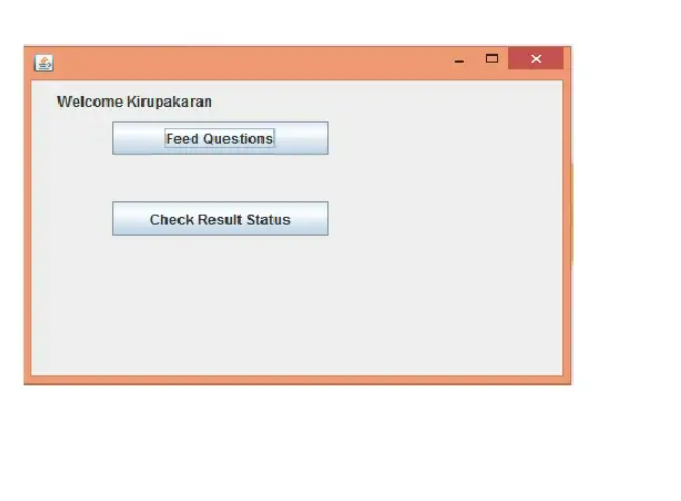 Welcome Kirupakaran
Feed Questions
Check Result Status